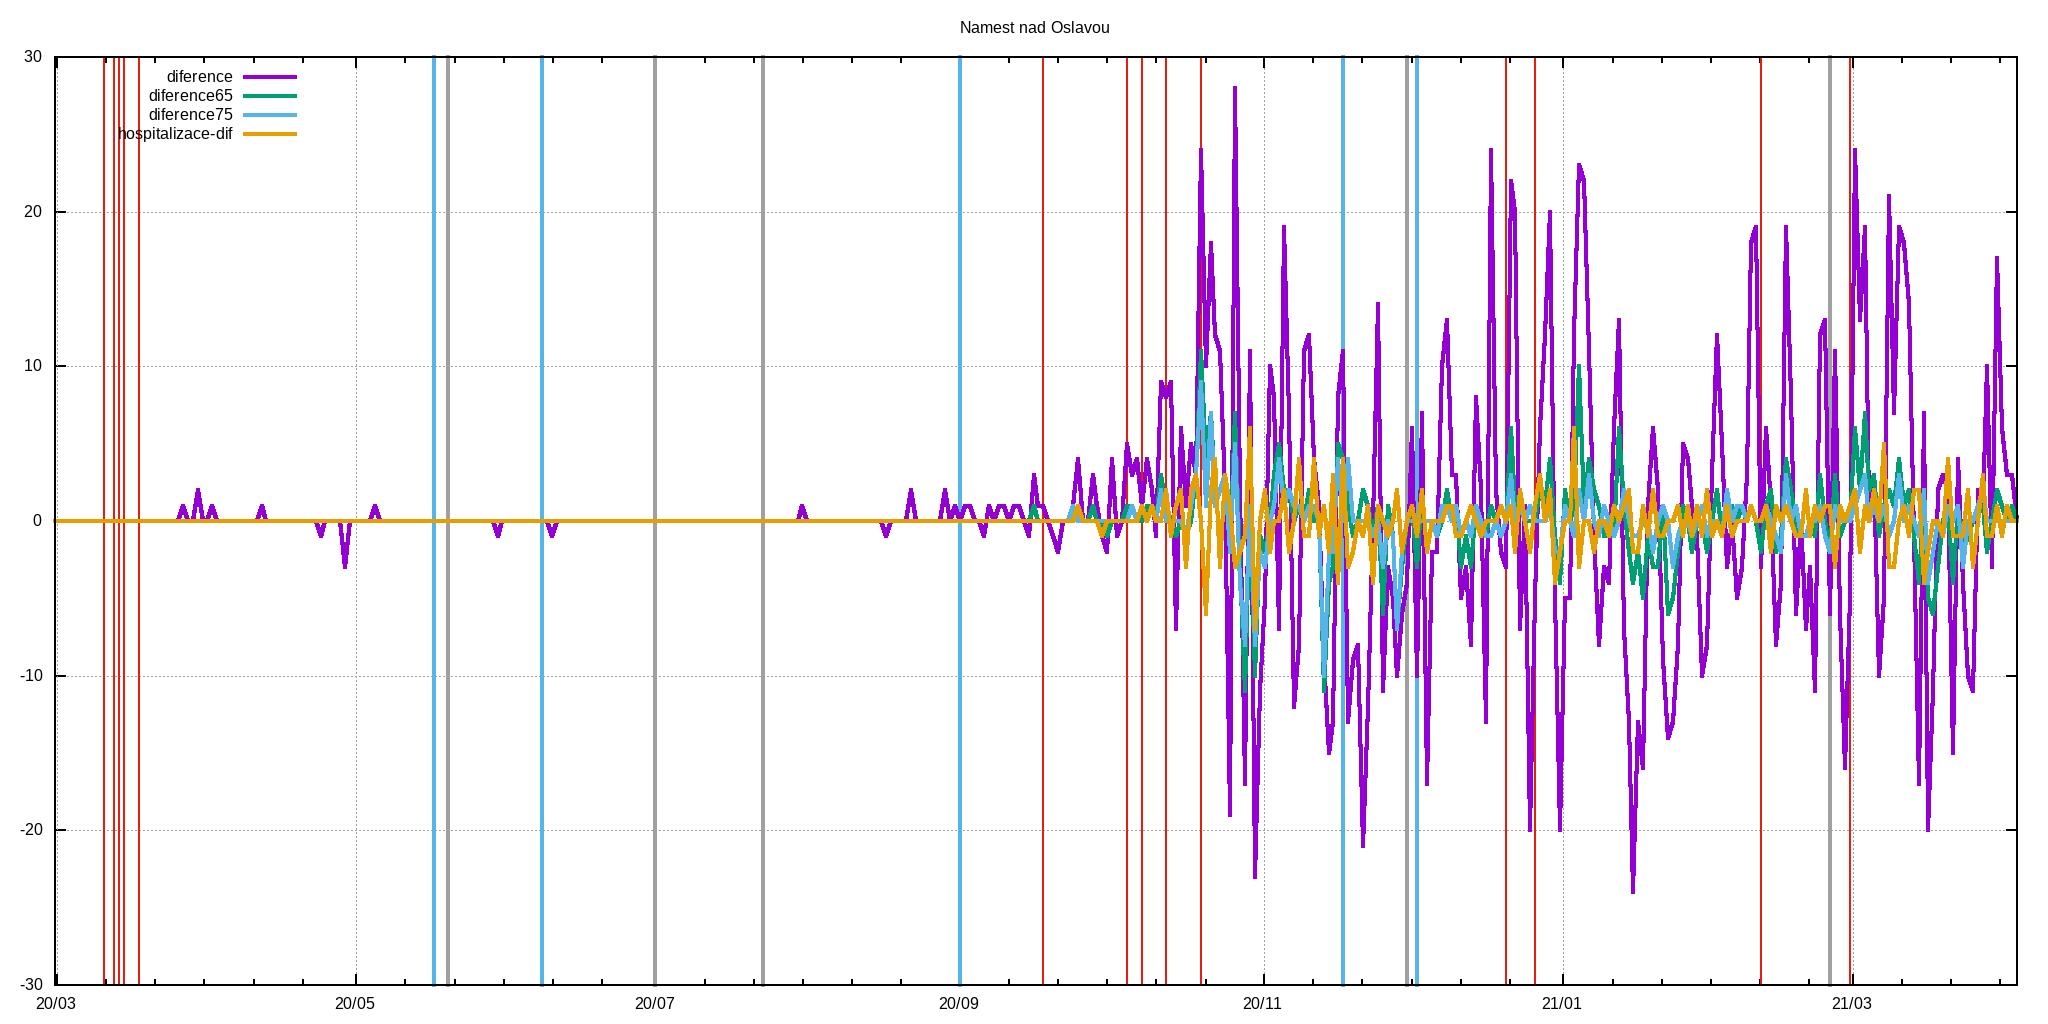 Namest nad Oslavou
30
diference
diference65
diference75
hospitalizace-dif
20
10
0
-10
-20
-30
20/03 20/05 20/07 20/09 20/11 21/01 21/03